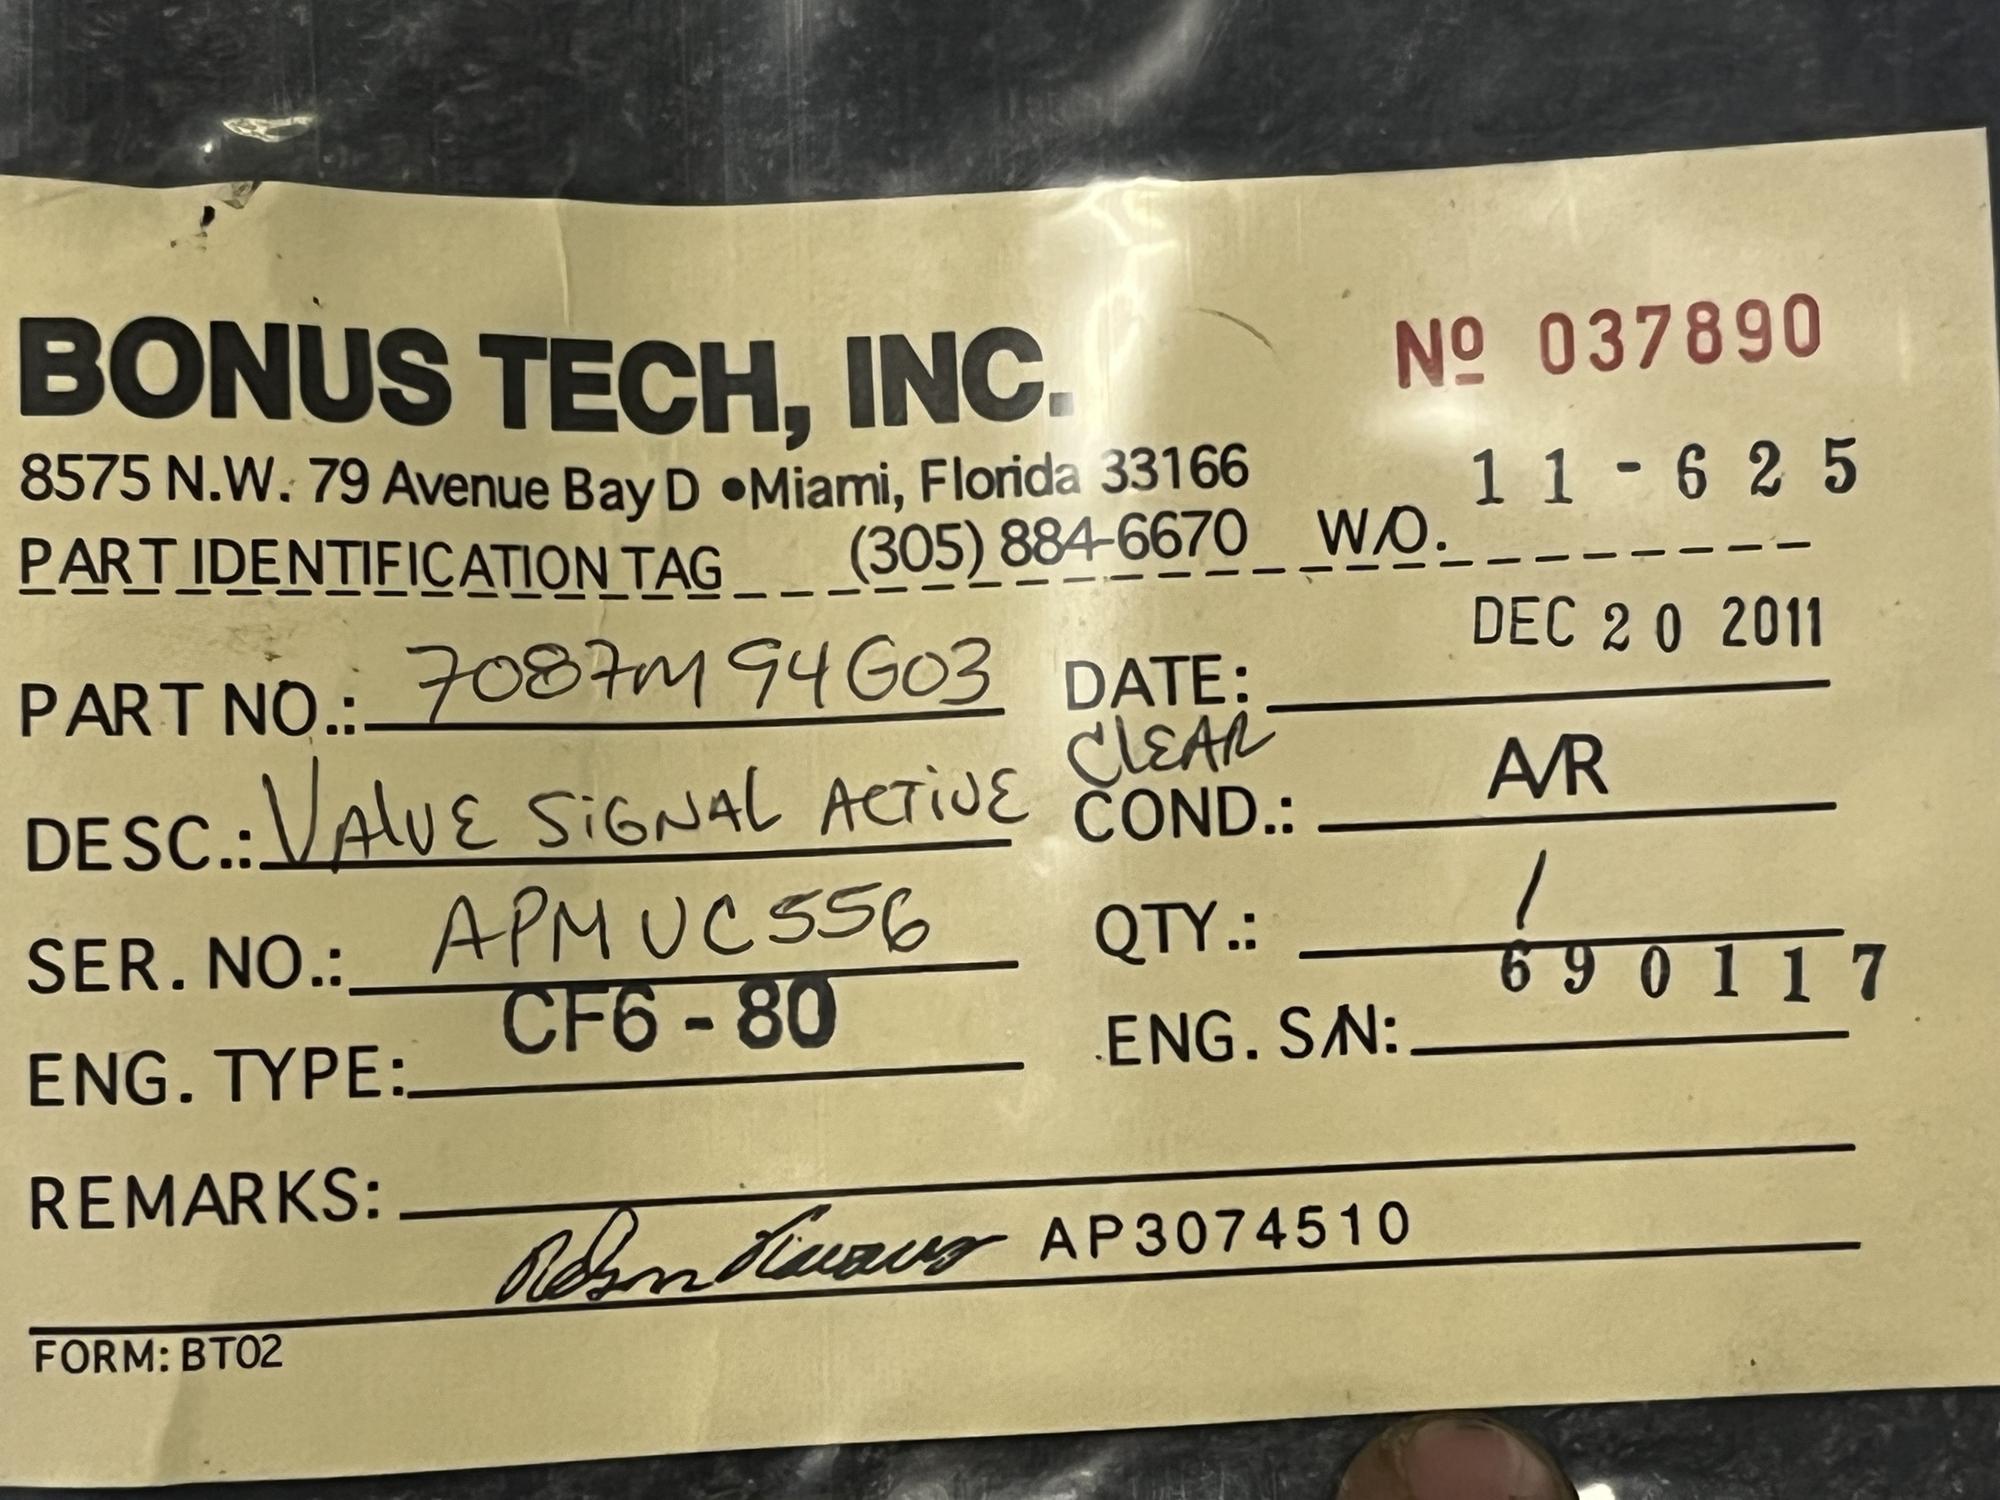 BONUS TECH, INC.
Nº 037890
8575 N.W. 79 Avenue Bay D •Miami, Florida 33166
11-625
PART IDENTIFICATION TAG (305) 884-6670 W/O.
DEC 20 2011
PART NO.: 7087M94G03 DATE:
CLEAR
DESC.: VALVE SIGNAL ACTIVE COND.: A/R
SER. NO.: APMUC556 QTY.: 1
ENG. TYPE: CF6-80 ENG. S/N: 690117
REMARKS:
AP3074510
FORM: BT02